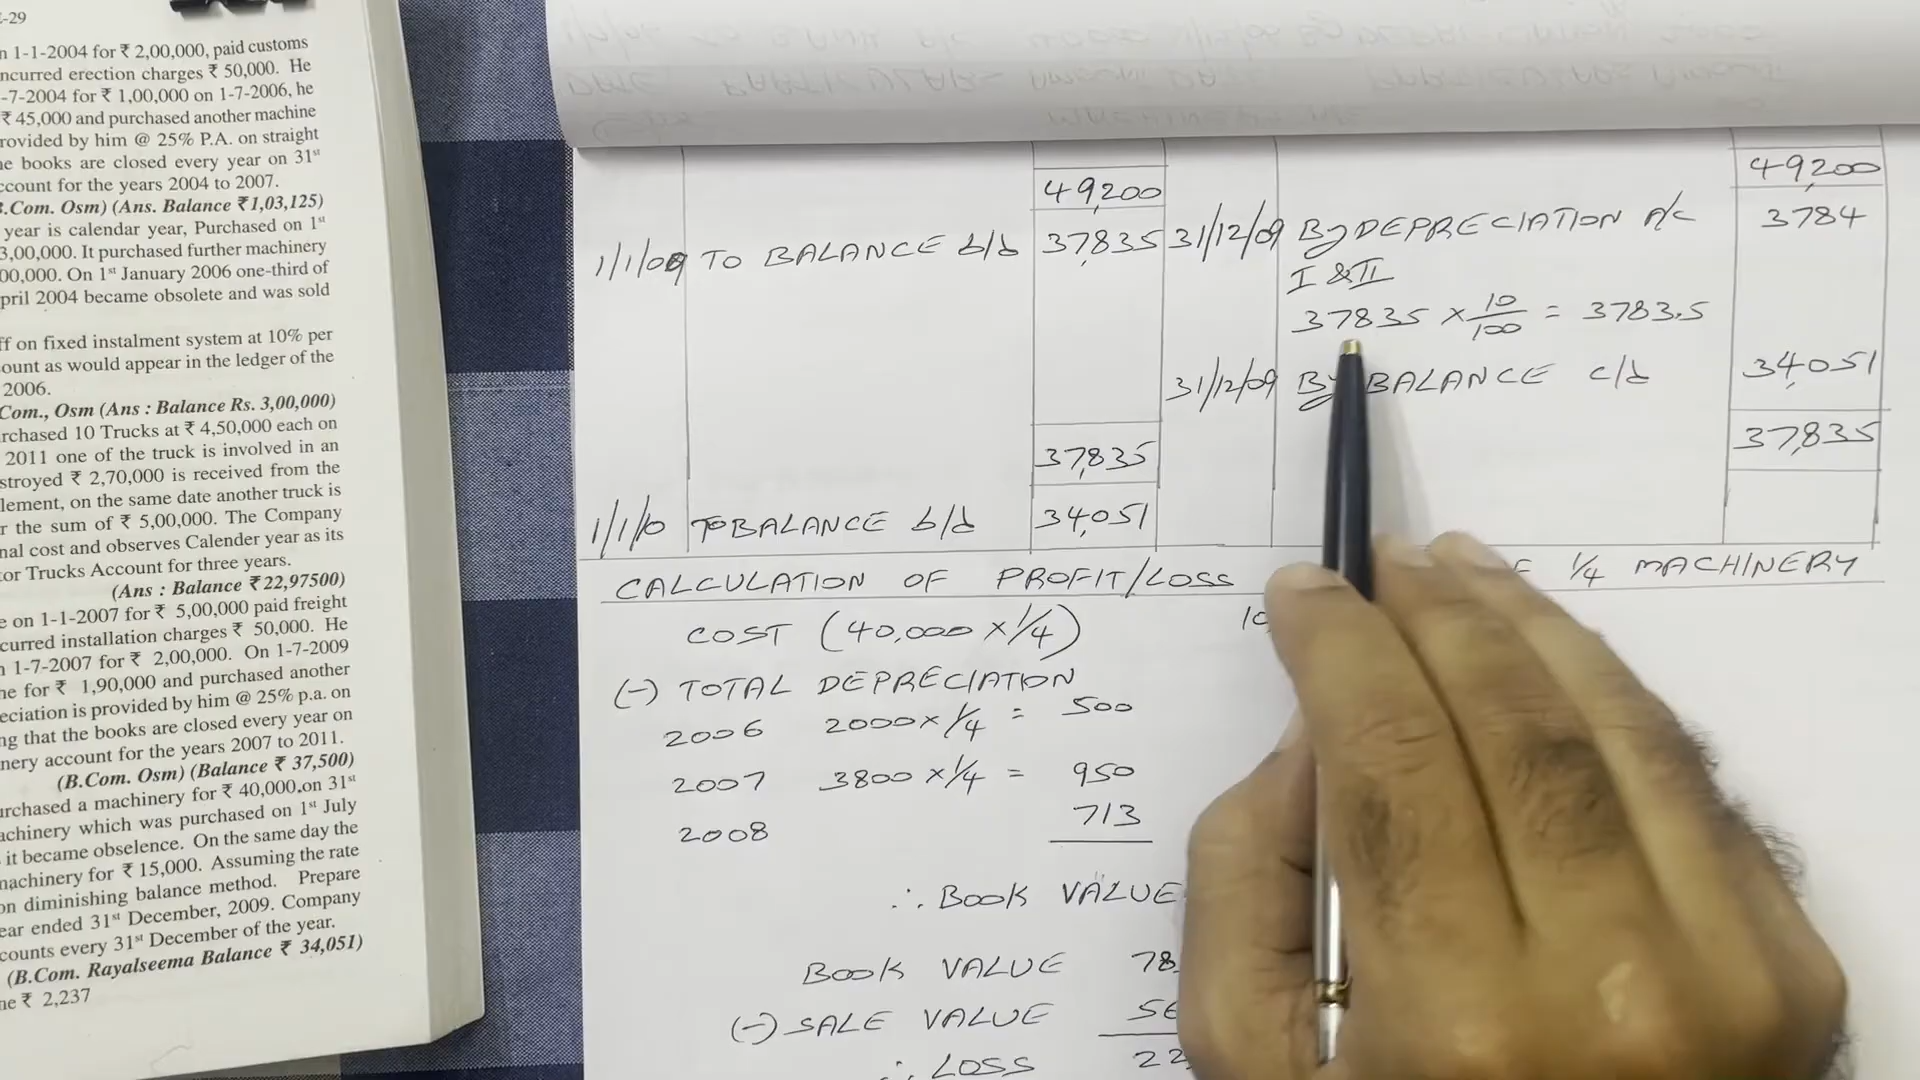 -29
n 1-1-2004 for ₹ 2,00,000, paid customs
ncurred erection charges ₹ 50,000. He
-7-2004 for ₹ 1,00,000 on 1-7-2006, he
₹ 45,000 and purchased another machine
rovided by him @ 25% P.A. on straight
e books are closed every year on 31st
ccount for the years 2004 to 2007.
B.Com. Osm) (Ans. Balance ₹1,03,125)
year is calendar year, Purchased on 1st
3,00,000. It purchased further machinery
00,000. On 1st January 2006 one-third of
pril 2004 became obsolete and was sold
ff on fixed instalment system at 10% per
ount as would appear in the ledger of the
2006.
Com., Osm (Ans : Balance Rs. 3,00,000)
rchased 10 Trucks at ₹ 4,50,000 each on
2011 one of the truck is involved in an
stroyed ₹ 2,70,000 is received from the
lement, on the same date another truck is
r the sum of ₹ 5,00,000. The Company
nal cost and observes Calender year as its
or Trucks Account for three years.
(Ans : Balance ₹ 22,97500)
e on 1-1-2007 for ₹ 5,00,000 paid freight
curred installation charges ₹ 50,000. He
n 1-7-2007 for ₹ 2,00,000. On 1-7-2009
ne for ₹ 1,90,000 and purchased another
eciation is provided by him @ 25% p.a. on
ng that the books are closed every year on
nery account for the years 2007 to 2011.
(B.Com. Osm) (Balance ₹ 37,500)
urchased a machinery for ₹ 40,000.on 31st
achinery which was purchased on 1st July
it became obselence. On the same day the
achinery for ₹ 15,000. Assuming the rate
on diminishing balance method. Prepare
ear ended 31st December, 2009. Company
counts every 31st December of the year.
(B.Com. Rayalseema Balance ₹ 34,051)
ne ₹ 2,237
49,200 49,200
1/1/09 TO BALANCE b/d 37,835 31/12/09 By DEPRECIATION A/c 3784
I & II
37835 × 10/100 = 3783.5
31/12/09 By BALANCE c/d 34,051
37,835 37,835
1/1/10 TO BALANCE b/d 34,051
CALCULATION OF PROFIT/LOSS 1/4 MACHINERY
COST (40,000 × 1/4) 10,
(-) TOTAL DEPRECIATION
2006 2000 × 1/4 = 500
2007 3800 × 1/4 = 950
2008 713
∴ BOOK VALUE
BOOK VALUE 78
(-) SALE VALUE 56
∴ LOSS 22